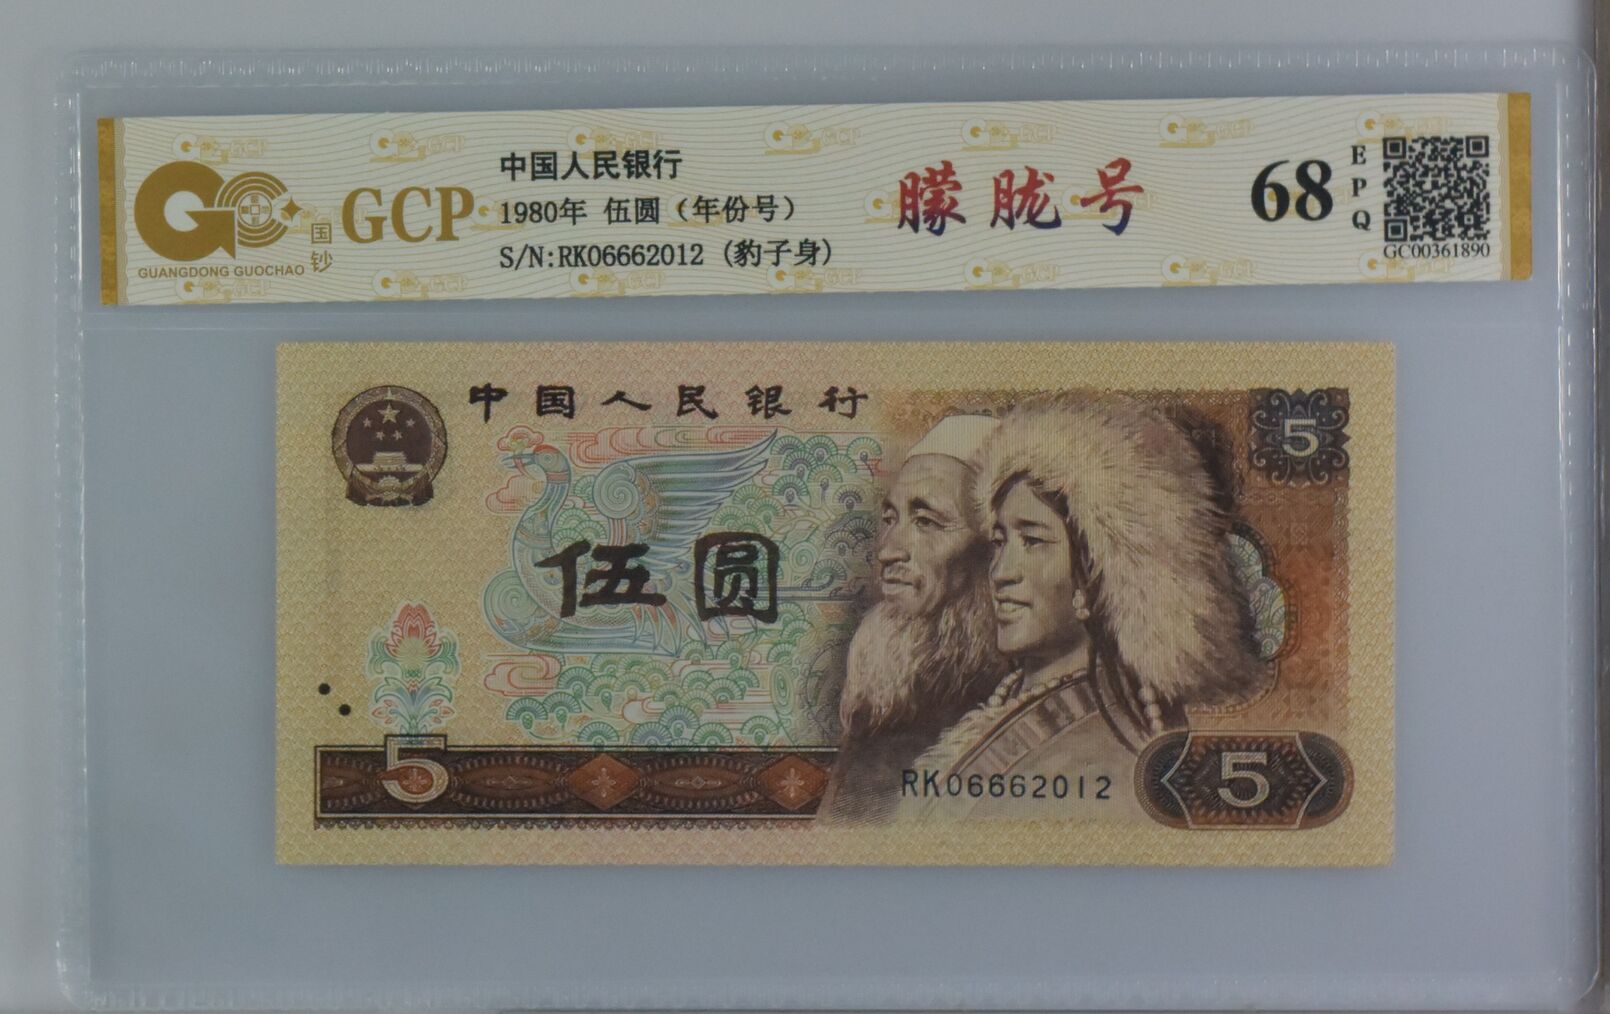 中国人民银行
1980年 伍圆（年份号）
S/N:RK06662012 (豹子身)
GCP
国钞
GUANGDONG GUOCHAO
朦胧号
68
EPQ
GC00361890
中国人民银行
5
伍圆
5
RK06662012
5